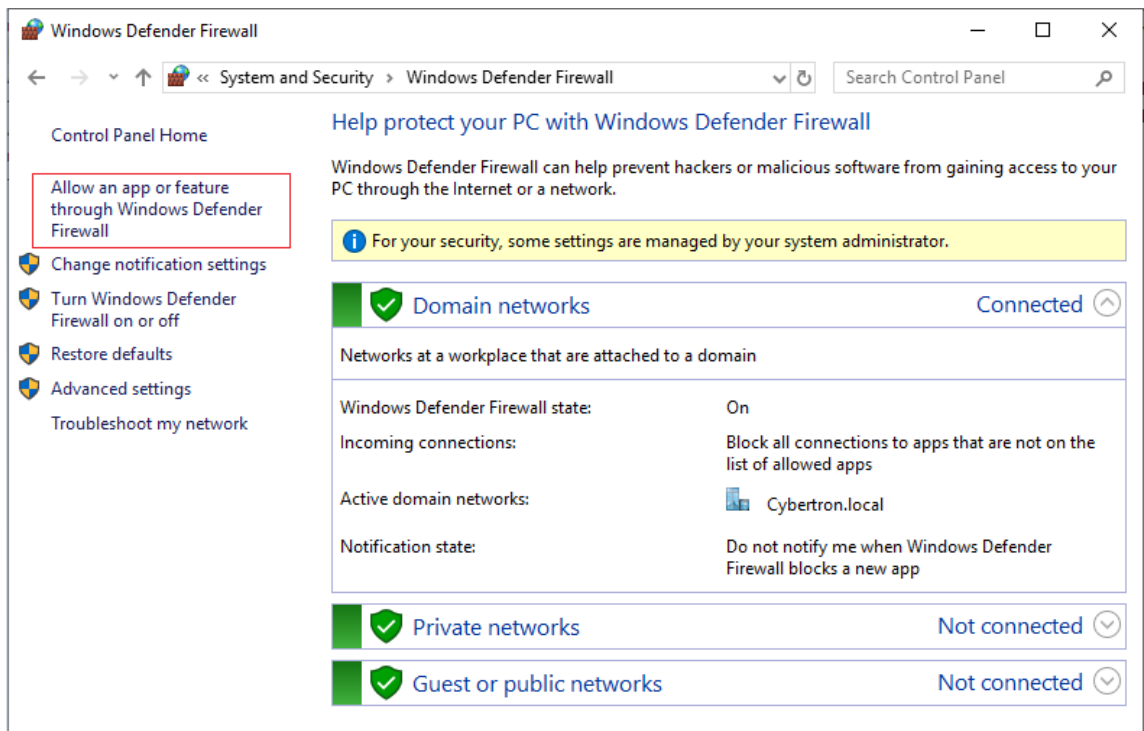 Windows Defender Firewall
« System and Security > Windows Defender Firewall
Search Control Panel
Control Panel Home
Allow an app or feature
through Windows Defender
Firewall
Change notification settings
Turn Windows Defender
Firewall on or off
Restore defaults
Advanced settings
Troubleshoot my network
Help protect your PC with Windows Defender Firewall
Windows Defender Firewall can help prevent hackers or malicious software from gaining access to your
PC through the Internet or a network.
For your security, some settings are managed by your system administrator.
Domain networks Connected
Networks at a workplace that are attached to a domain
Windows Defender Firewall state: On
Incoming connections: Block all connections to apps that are not on the
list of allowed apps
Active domain networks: Cybertron.local
Notification state: Do not notify me when Windows Defender
Firewall blocks a new app
Private networks Not connected
Guest or public networks Not connected